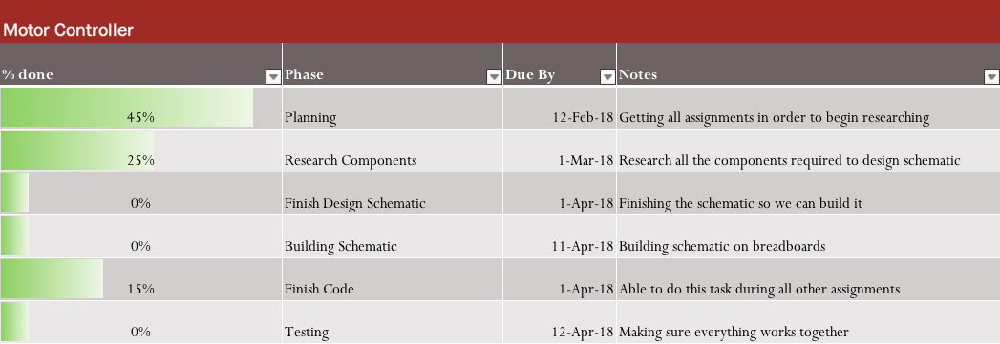 Motor Controller
% done Phase Due By Notes
45% Planning 12-Feb-18 Getting all assignments in order to begin researching
25% Research Components 1-Mar-18 Research all the components required to design schematic
0% Finish Design Schematic 1-Apr-18 Finishing the schematic so we can build it
0% Building Schematic 11-Apr-18 Building schematic on breadboards
15% Finish Code 1-Apr-18 Able to do this task during all other assignments
0% Testing 12-Apr-18 Making sure everything works together